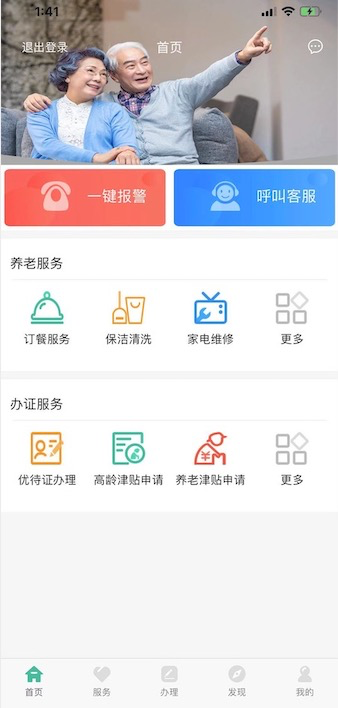 1:41
退出登录
首页
一键报警
呼叫客服
养老服务
订餐服务
保洁清洗
家电维修
更多
办证服务
优待证办理
高龄津贴申请
养老津贴申请
更多
首页
服务
办理
发现
我的